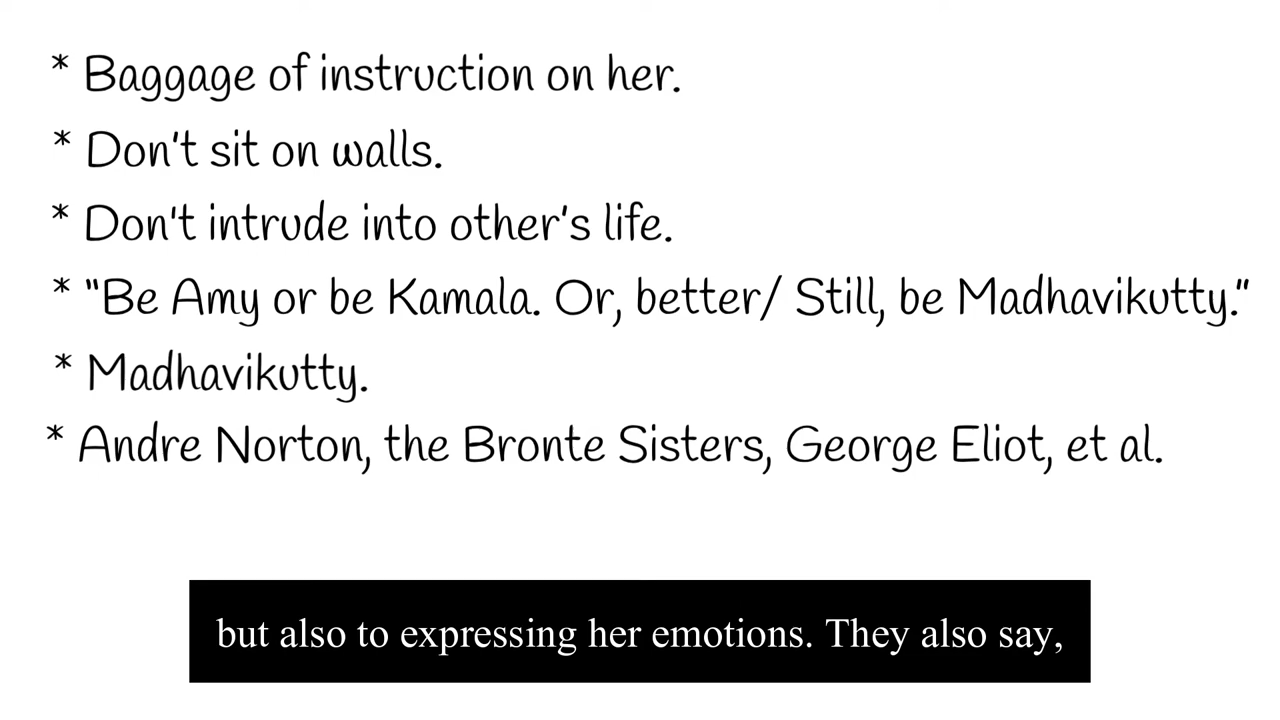 * Baggage of instruction on her.
* Don't sit on walls.
* Don't intrude into other's life.
* "Be Amy or be Kamala. Or, better/ Still, be Madhavikutty."
* Madhavikutty.
* Andre Norton, the Bronte Sisters, George Eliot, et al.
but also to expressing her emotions. They also say,